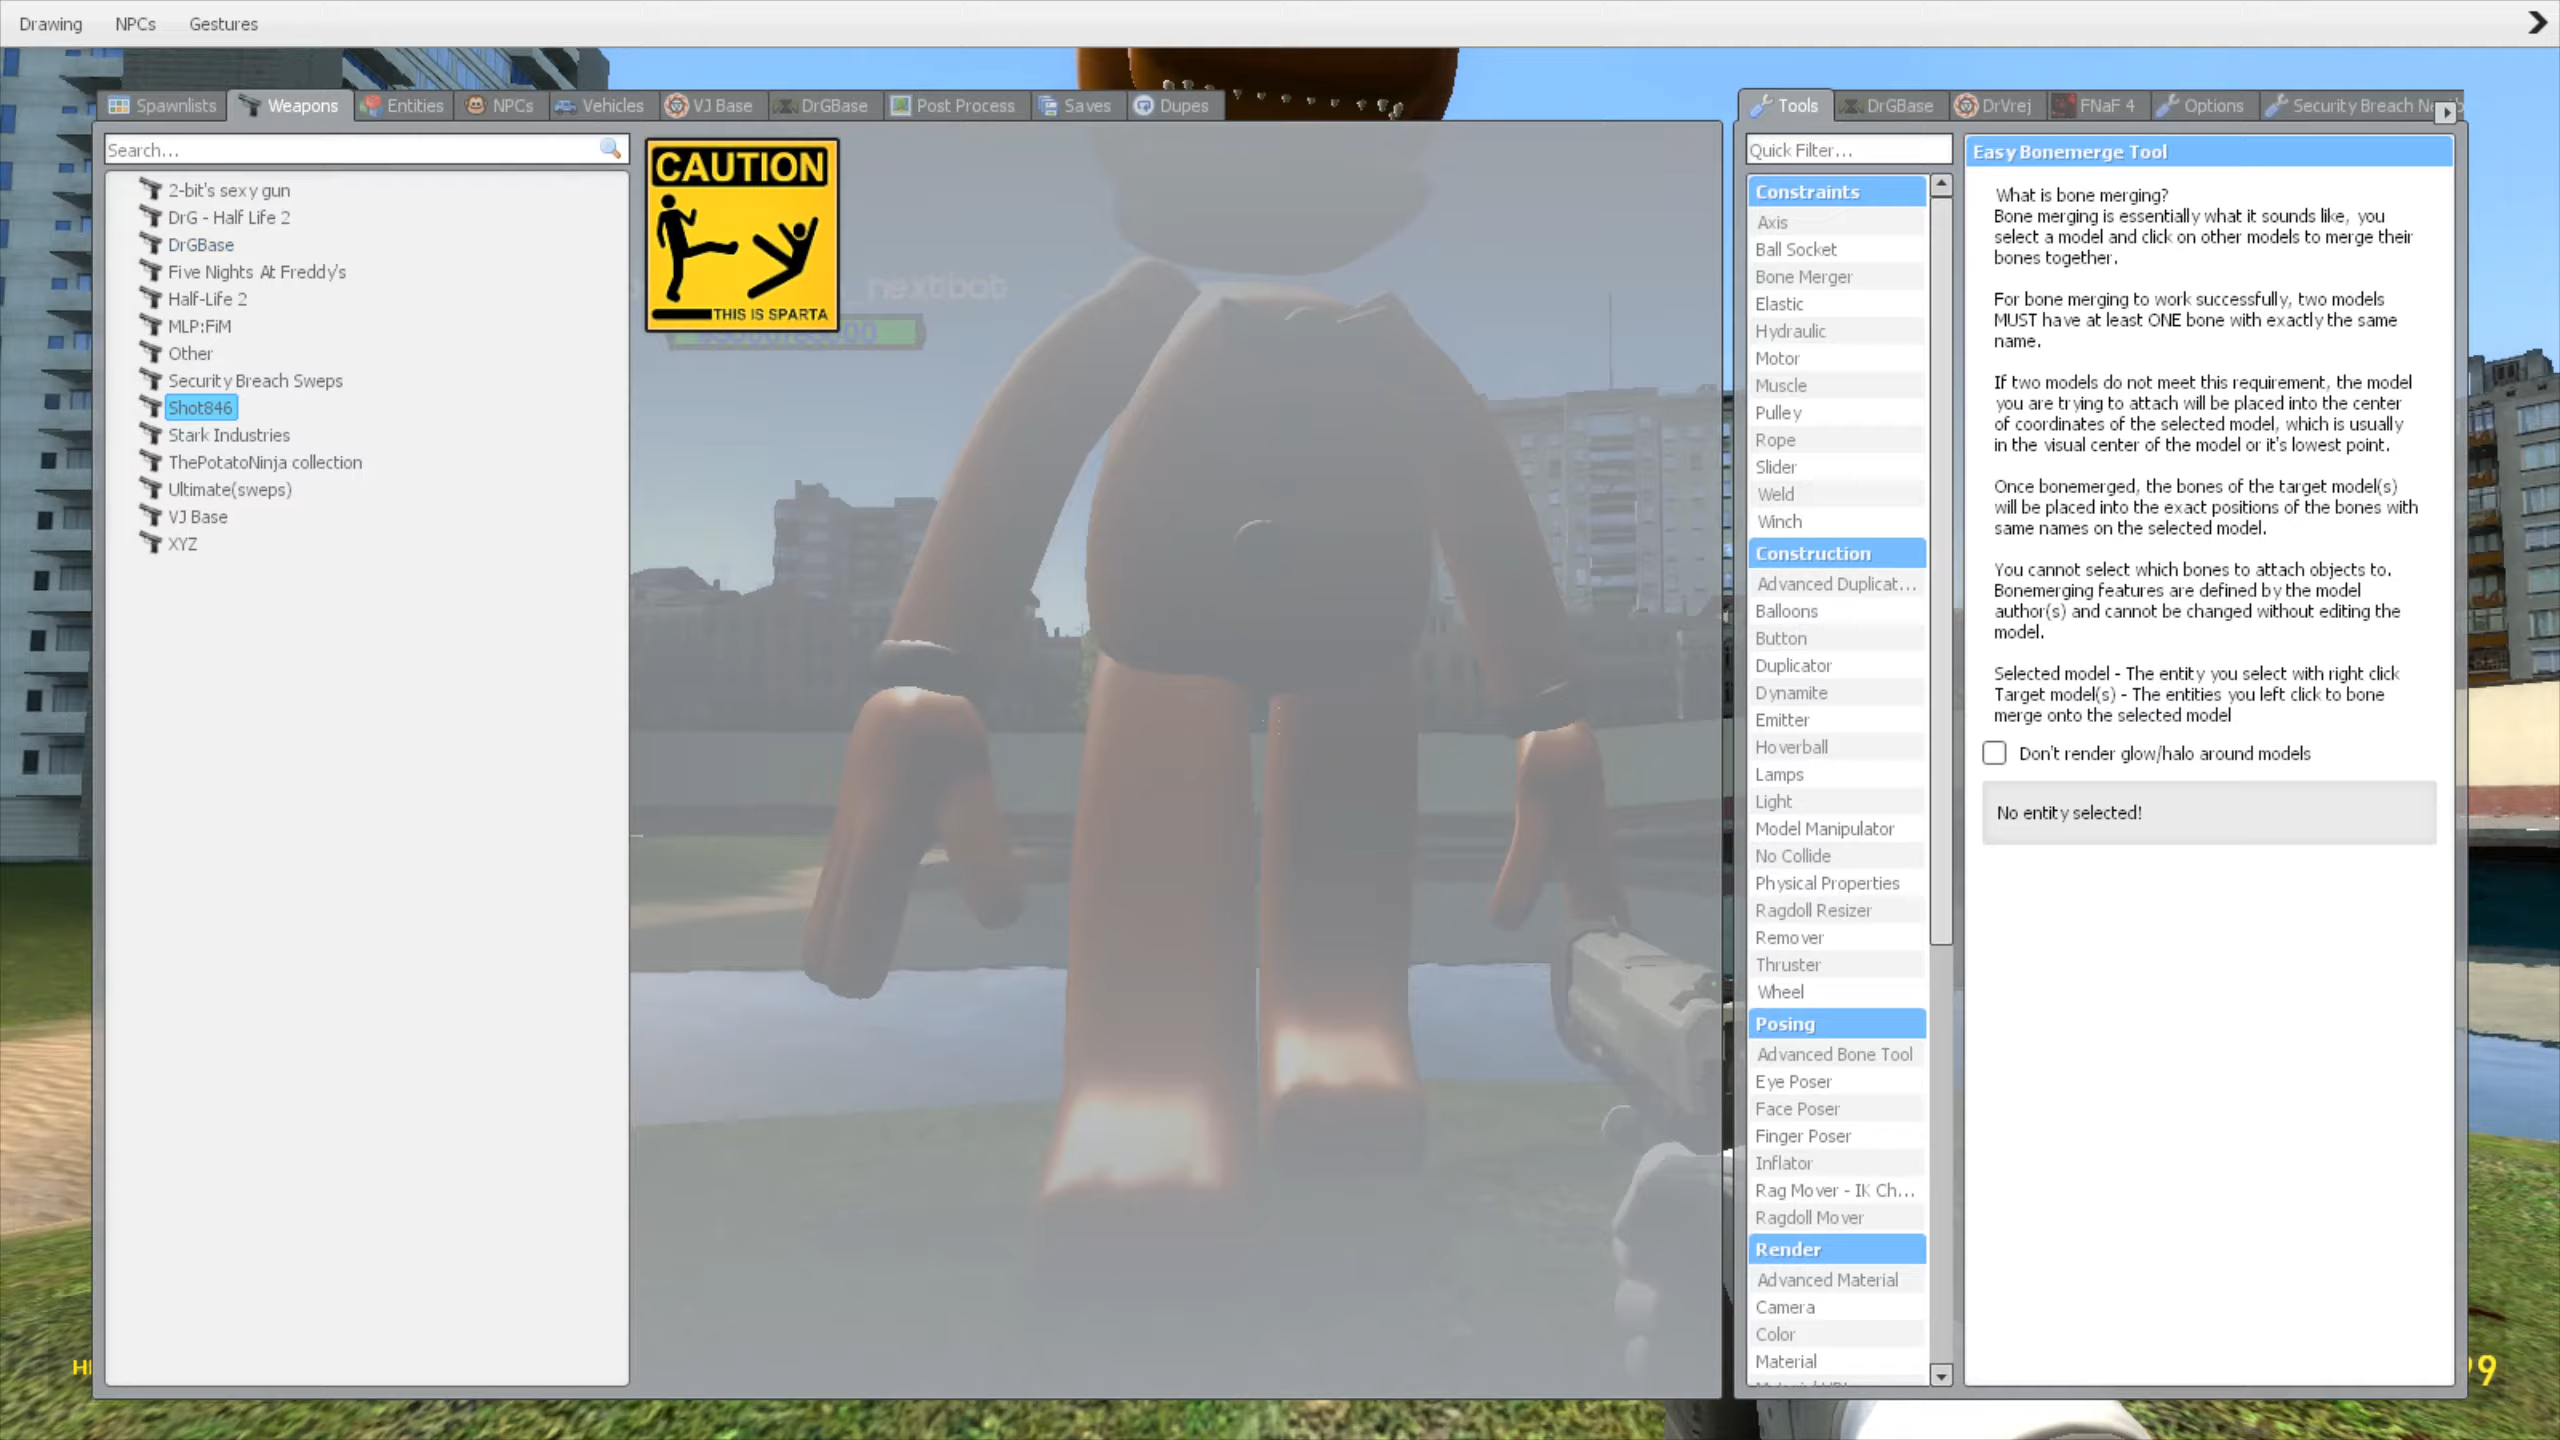 Drawing NPCs Gestures
Spawnlists Weapons Entities NPCs Vehicles VJ Base DrGBase Post Process Saves Dupes
Search...
2-bit's sexy gun
DrG - Half Life 2
DrGBase
Five Nights At Freddy's
Half-Life 2
MLP:FiM
Other
Security Breach Sweps
Shot846
Stark Industries
ThePotatoNinja collection
Ultimate(sweps)
VJ Base
XYZ
CAUTION
THIS IS SPARTA
nextbot
Tools DrGBase DrVrej FNaF 4 Options Security Breach
Quick Filter...
Constraints
Axis
Ball Socket
Bone Merger
Elastic
Hydraulic
Motor
Muscle
Pulley
Rope
Slider
Weld
Winch
Construction
Advanced Duplicat...
Balloons
Button
Duplicator
Dynamite
Emitter
Hoverball
Lamps
Light
Model Manipulator
No Collide
Physical Properties
Ragdoll Resizer
Remover
Thruster
Wheel
Posing
Advanced Bone Tool
Eye Poser
Face Poser
Finger Poser
Inflator
Rag Mover - IK Ch...
Ragdoll Mover
Render
Advanced Material
Camera
Color
Material
Easy Bonemerge Tool
What is bone merging?
Bone merging is essentially what it sounds like, you
select a model and click on other models to merge their
bones together.
For bone merging to work successfully, two models
MUST have at least ONE bone with exactly the same
name.
If two models do not meet this requirement, the model
you are trying to attach will be placed into the center
of coordinates of the selected model, which is usually
in the visual center of the model or it's lowest point.
Once bonemerged, the bones of the target model(s)
will be placed into the exact positions of the bones with
same names on the selected model.
You cannot select which bones to attach objects to.
Bonemerging features are defined by the model
author(s) and cannot be changed without editing the
model.
Selected model - The entity you select with right click
Target model(s) - The entities you left click to bone
merge onto the selected model
Don't render glow/halo around models
No entity selected!